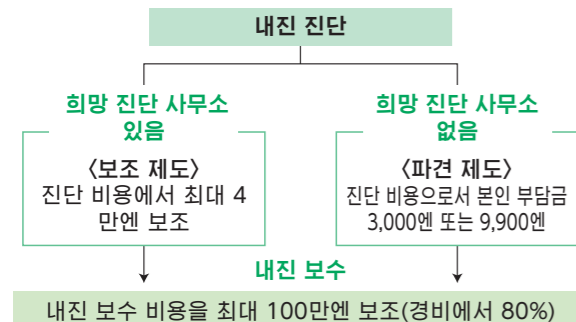 내진 진단
희망 진단 사무소
있음
〈보조 제도〉
진단 비용에서 최대 4
만엔 보조
희망 진단 사무소
없음
〈파견 제도〉
진단 비용으로서 본인 부담금
3,000엔 또는 9,900엔
내진 보수
내진 보수 비용을 최대 100만엔 보조(경비에서 80%)